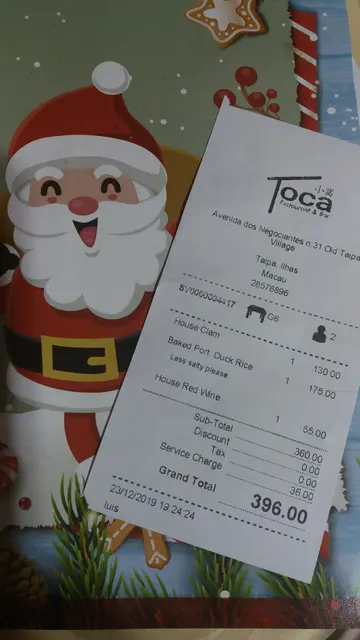 Toca
小窩
Restaurant & Bar
Avenida dos Negociantes n.31 Old Taipa
Village
Taipa, Ilhas
Macau
28576898
SV0000004417 G6 2
House Clam 1 130.00
Baked Port. Duck Rice 1 175.00
Less salty please
House Red Wine 1 55.00
Sub-Total 360.00
Discount 0.00
Tax 0.00
Service Charge 36.00
Grand Total 396.00
23/12/2019 19:24:24
luis